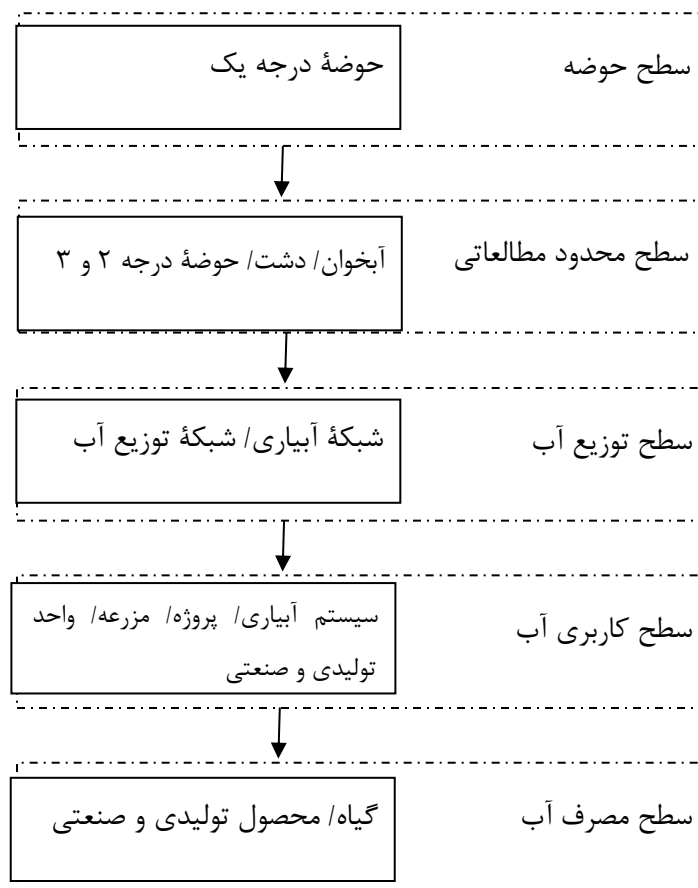 سطح حوضه
حوضهٔ درجه یک
سطح محدود مطالعاتی
آبخوان/ دشت/ حوضهٔ درجه ۲ و ۳
سطح توزیع آب
شبکهٔ آبیاری/ شبکهٔ توزیع آب
سطح کاربری آب
سیستم آبیاری/ پروژه/ مزرعه/ واحد
تولیدی و صنعتی
سطح مصرف آب
گیاه/ محصول تولیدی و صنعتی